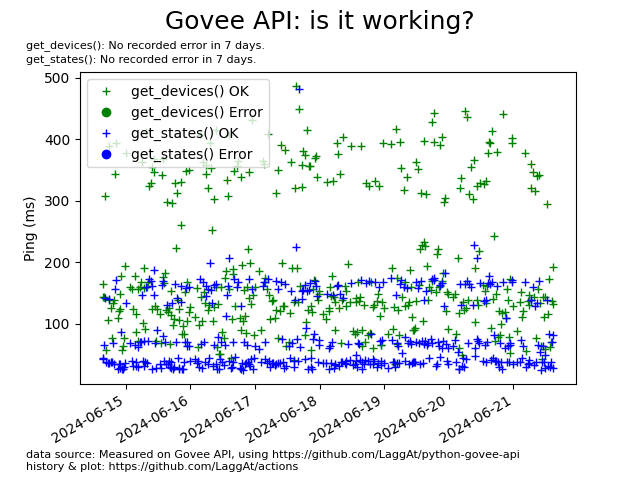 Govee API: is it working?
get_devices(): No recorded error in 7 days.
get_states(): No recorded error in 7 days.
500
400
300
200
100
Ping (ms)
get_devices() OK
get_devices() Error
get_states() OK
get_states() Error
2024-06-15
2024-06-16
2024-06-17
2024-06-18
2024-06-19
2024-06-20
2024-06-21
data source: Measured on Govee API, using https://github.com/LaggAt/python-govee-api
history & plot: https://github.com/LaggAt/actions